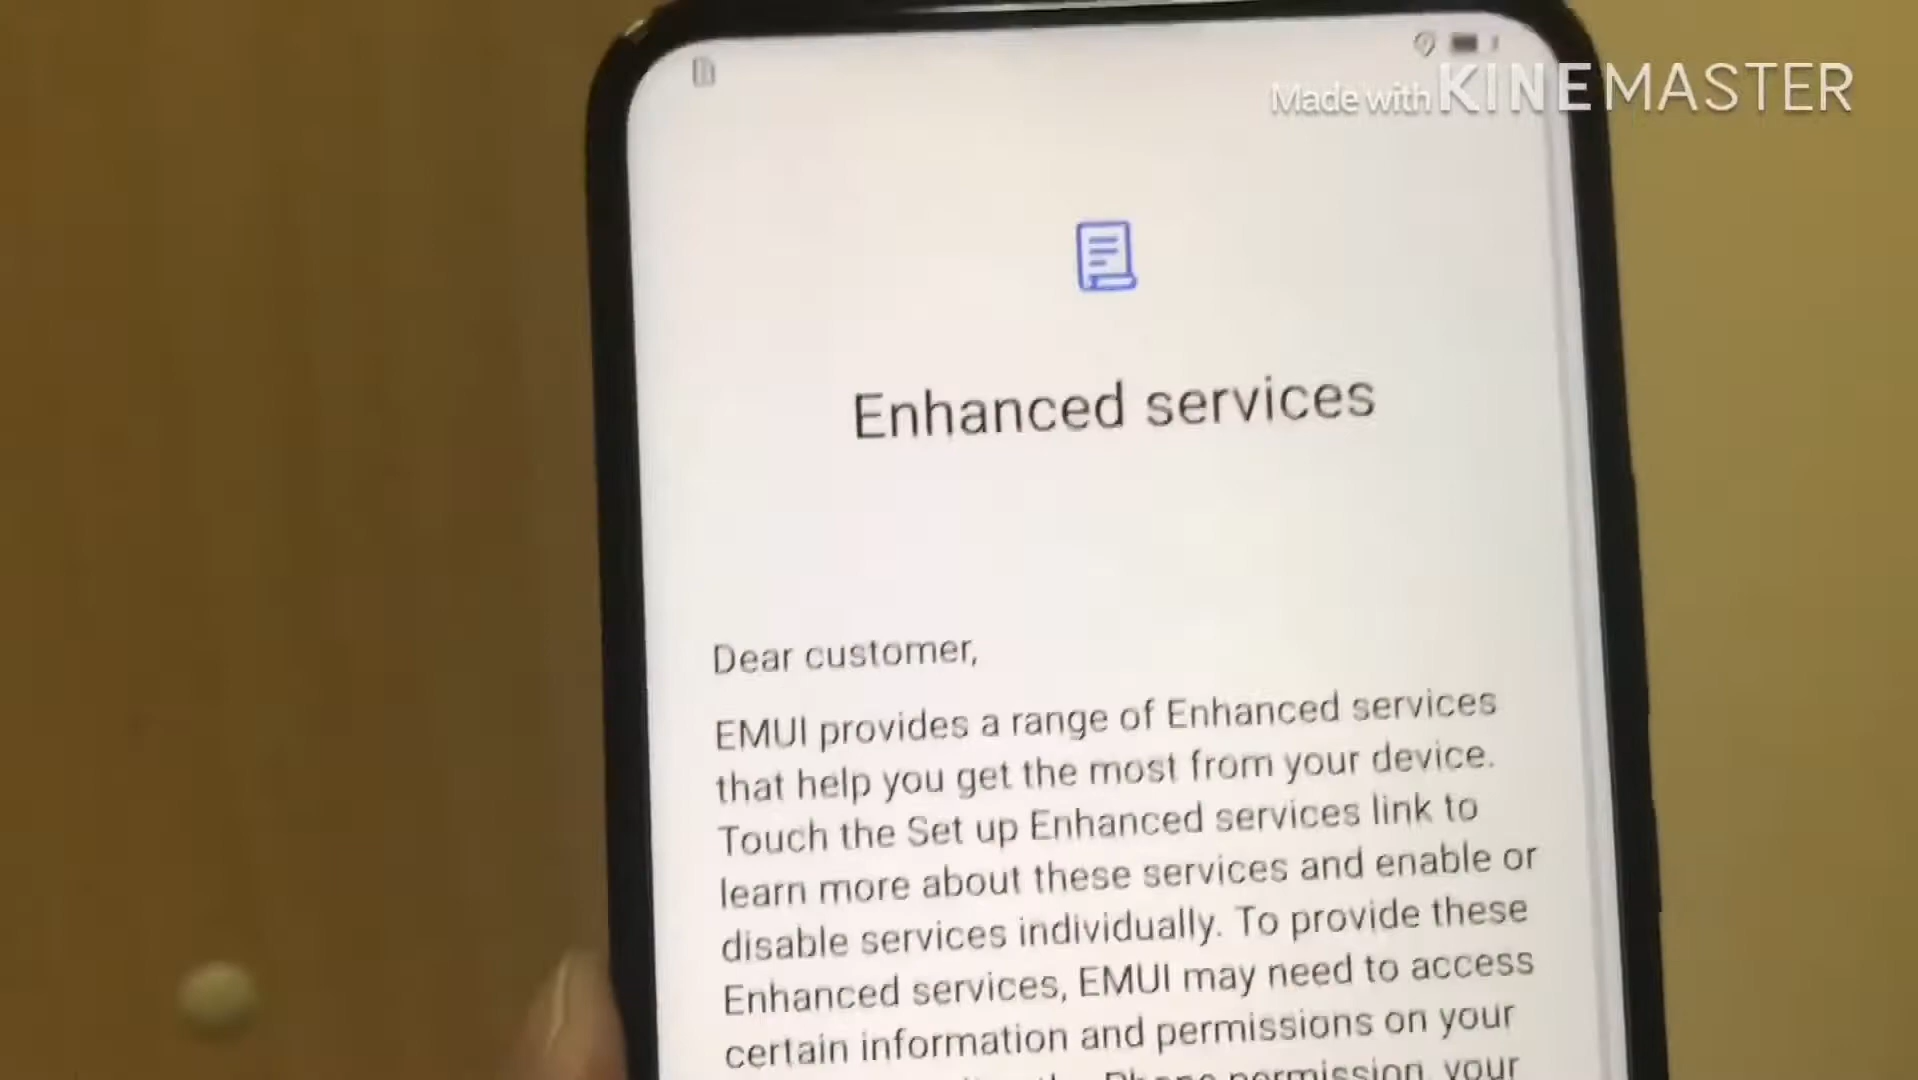 Made with KINEMASTER
Enhanced services
Dear customer,
EMUI provides a range of Enhanced services
that help you get the most from your device.
Touch the Set up Enhanced services link to
learn more about these services and enable or
disable services individually. To provide these
Enhanced services, EMUI may need to access
certain information and permissions on your
Phone permission, your